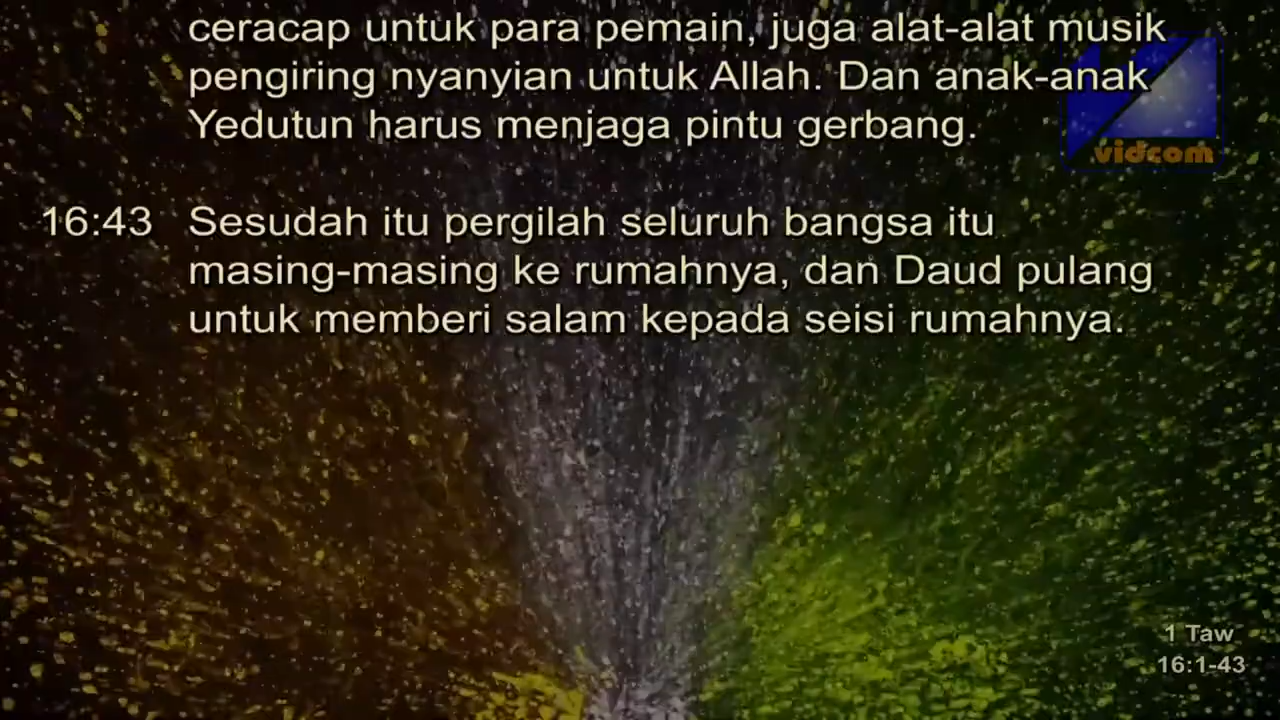 ceracap untuk para pemain, juga alat-alat musik
pengiring nyanyian untuk Allah. Dan anak-anak
Yedutun harus menjaga pintu gerbang.
vidcom
16:43 Sesudah itu pergilah seluruh bangsa itu
masing-masing ke rumahnya, dan Daud pulang
untuk memberi salam kepada seisi rumahnya.
1 Taw
16:1-43